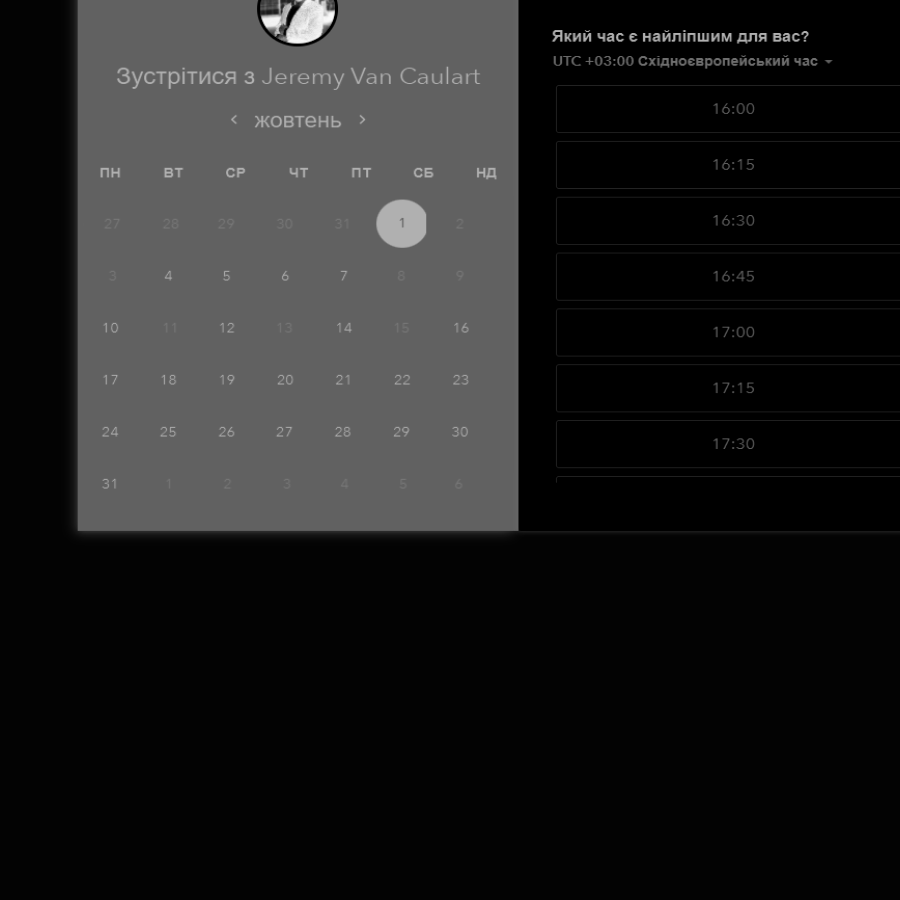 Зустрітися з Jeremy Van Caulart
жовтень
ПН ВТ СР ЧТ ПТ СБ НД
27 28 29 30 31 1 2
3 4 5 6 7 8 9
10 11 12 13 14 15 16
17 18 19 20 21 22 23
24 25 26 27 28 29 30
31 1 2 3 4 5 6
Який час є найліпшим для вас?
UTC +03:00 Східноєвропейський час
16:00
16:15
16:30
16:45
17:00
17:15
17:30